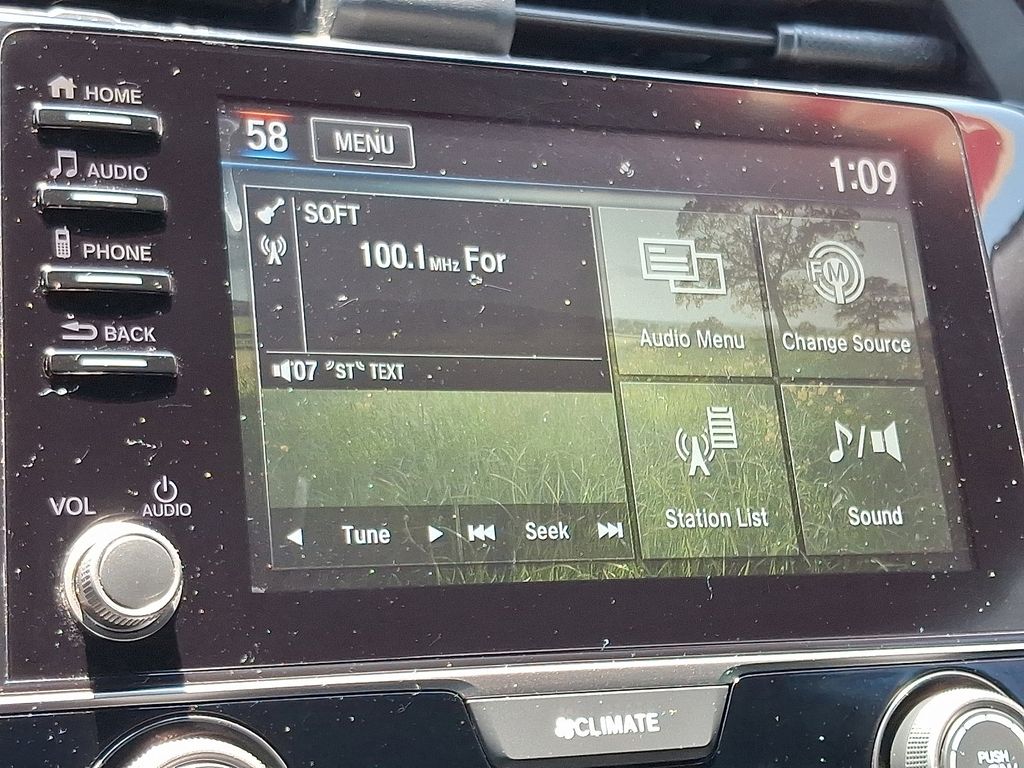 HOME
AUDIO
PHONE
BACK
VOL
AUDIO
58 MENU 1:09
SOFT
100.1 MHz For
07 "ST" TEXT
Tune Seek
Audio Menu
FM
Change Source
Station List
Sound
CLIMATE
PUSH